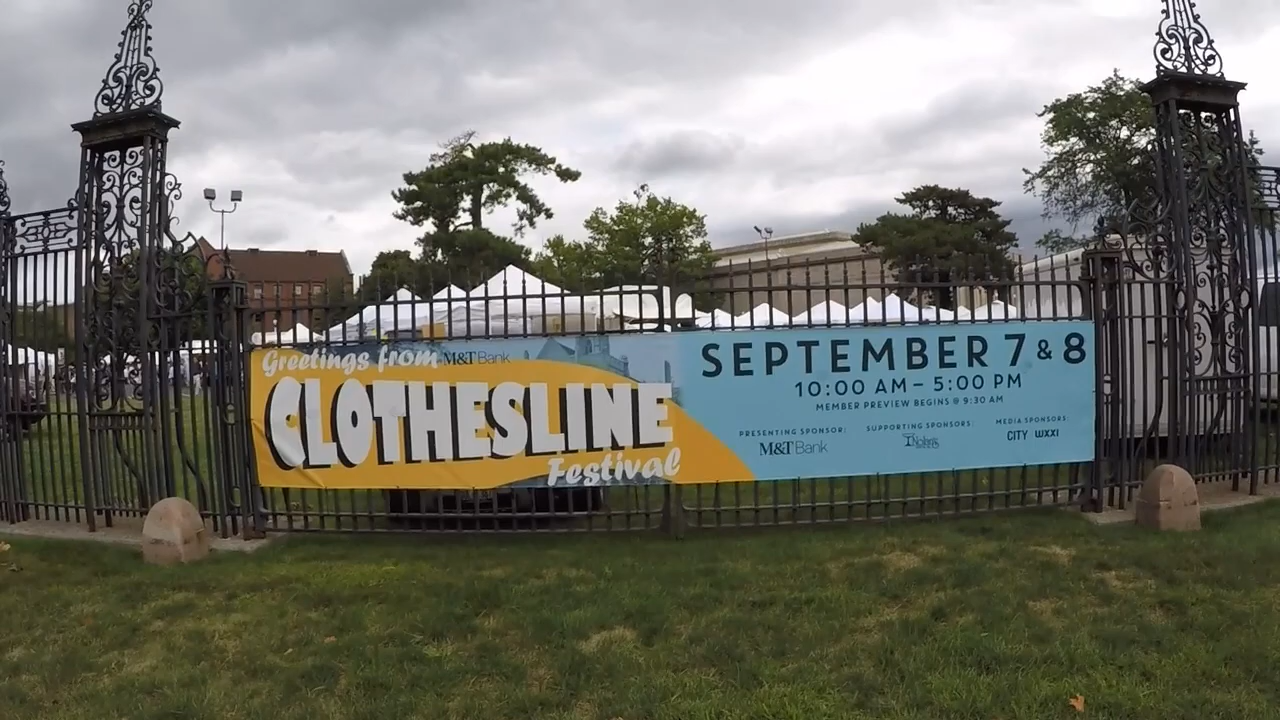 Greetings from M&T Bank
CLOTHESLINE
Festival
SEPTEMBER 7 & 8
10:00 AM – 5:00 PM
MEMBER PREVIEW BEGINS @ 9:30 AM
PRESENTING SPONSOR:
M&T Bank
SUPPORTING SPONSORS:
MEDIA SPONSORS:
CITY WXXI